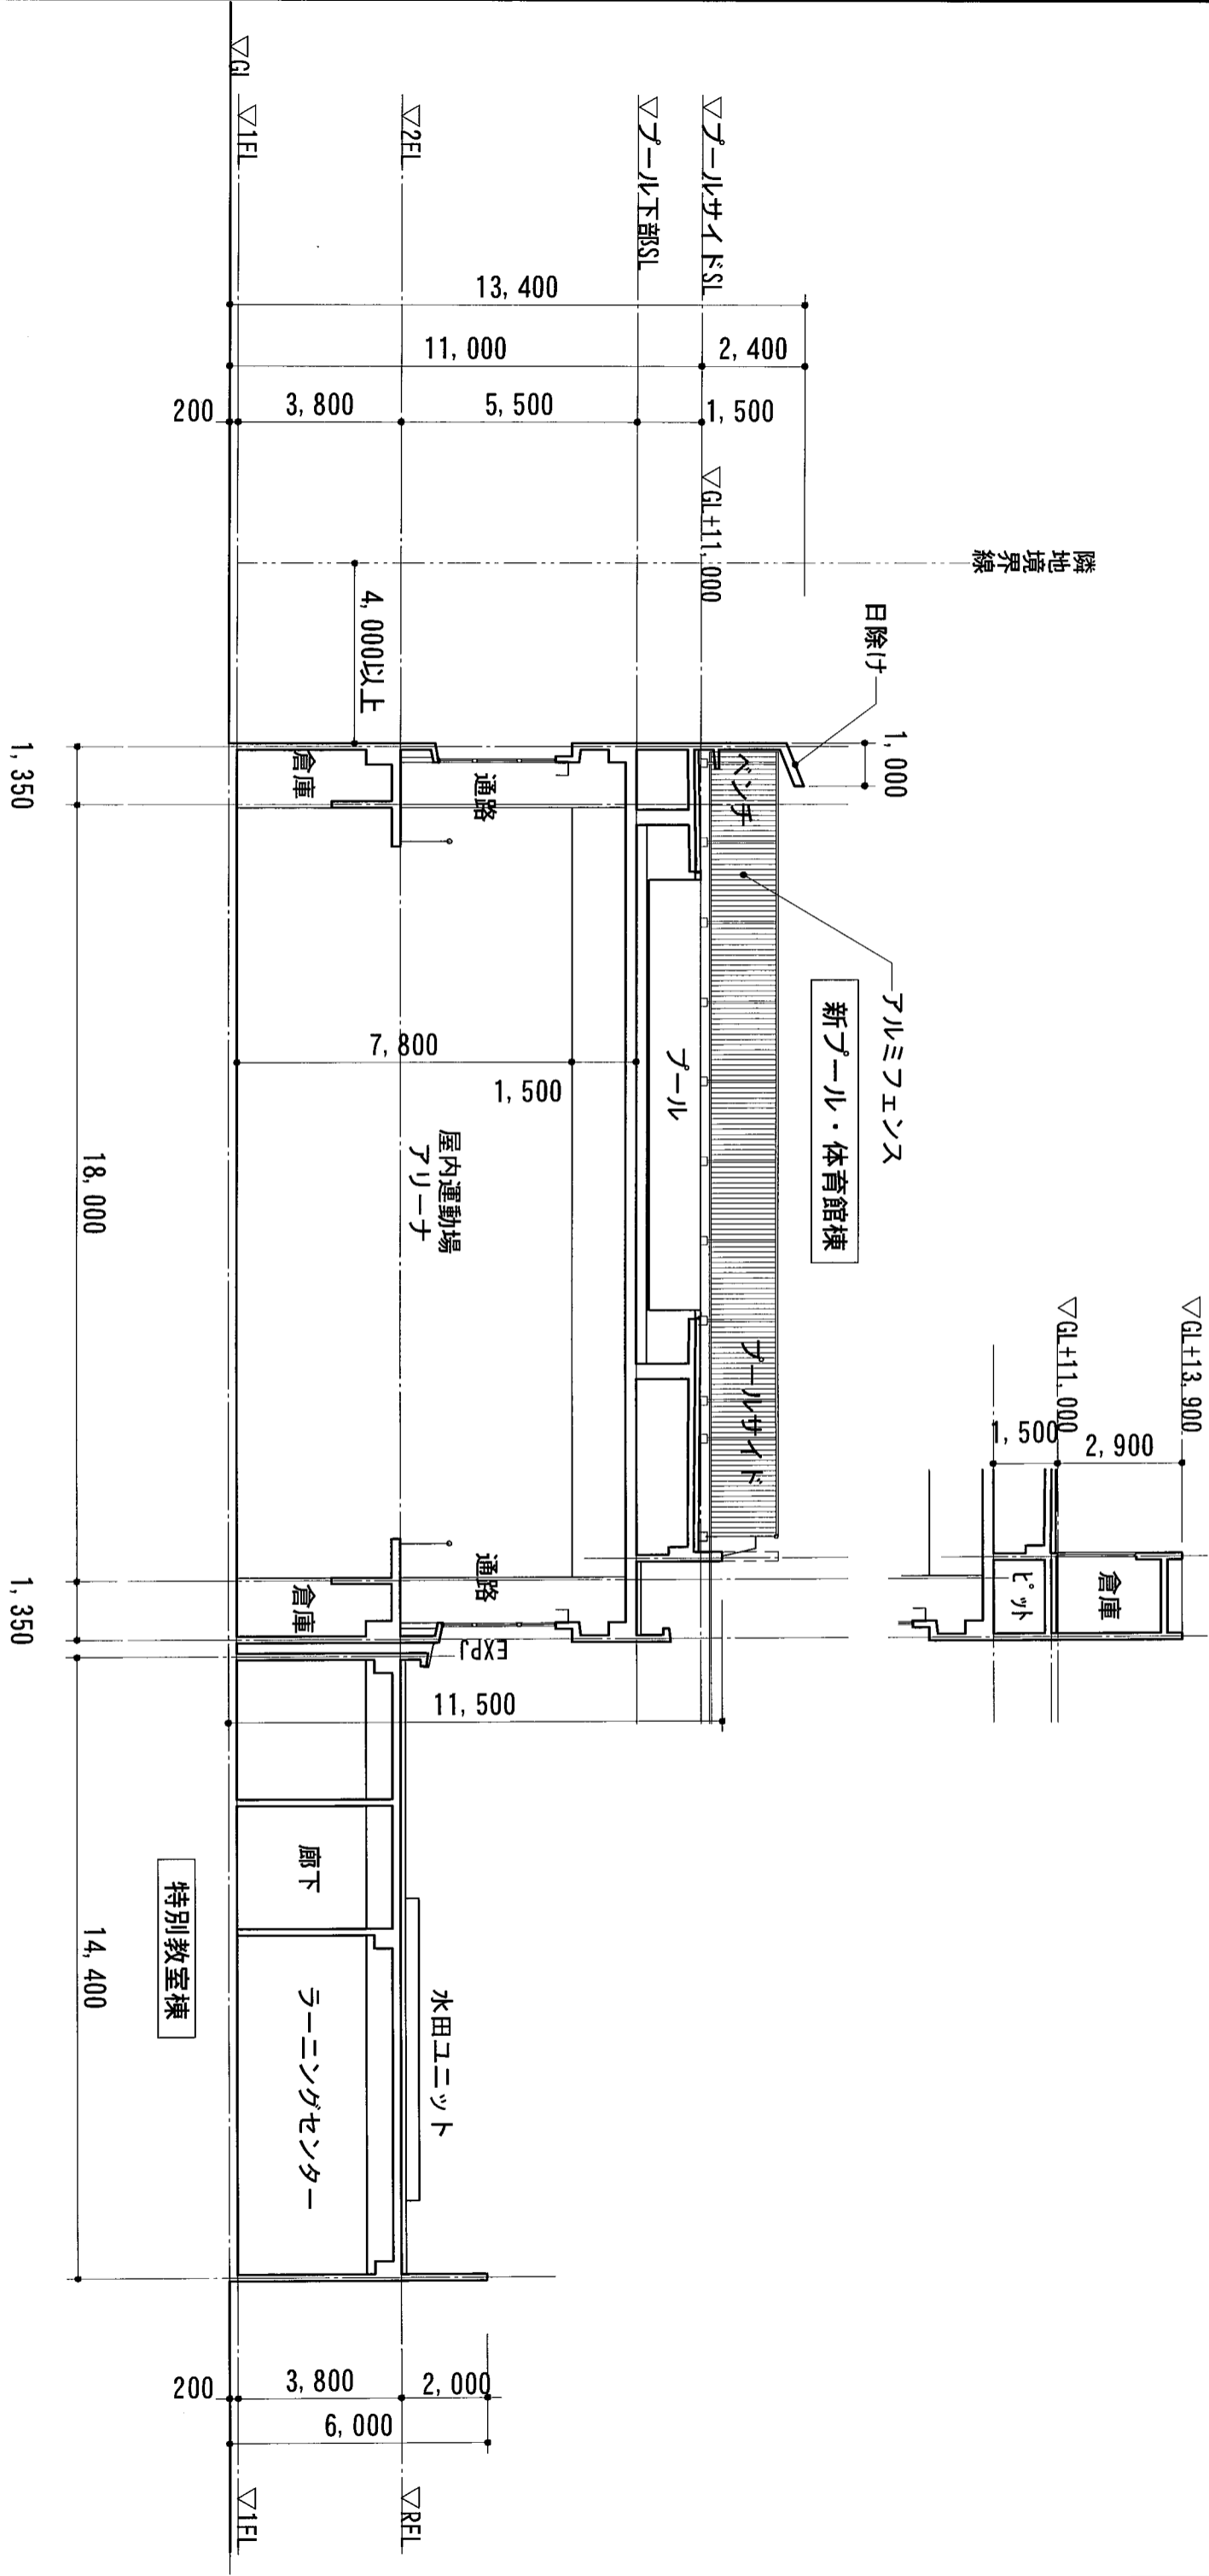 ▽GL
▽1FL
▽2FL
▽プール下部SL
▽プールサイドSL
13,400
11,000
2,400
200
3,800
5,500
1,500
▽GL+11,000
隣地境界線
4,000以上
日除け
1,000
1,350
倉庫
通路
ベンチ
アルミフェンス
新プール・体育館棟
プール
7,800
1,500
屋内運動場
アリーナ
18,000
プールサイド
▽GL+13,900
▽GL+11,000
1,500
2,900
ピット
倉庫
通路
倉庫
1,350
EXPJ
11,500
廊下
特別教室棟
14,400
ラーニングセンター
水田ユニット
200
3,800
2,000
6,000
▽1FL
▽RFL